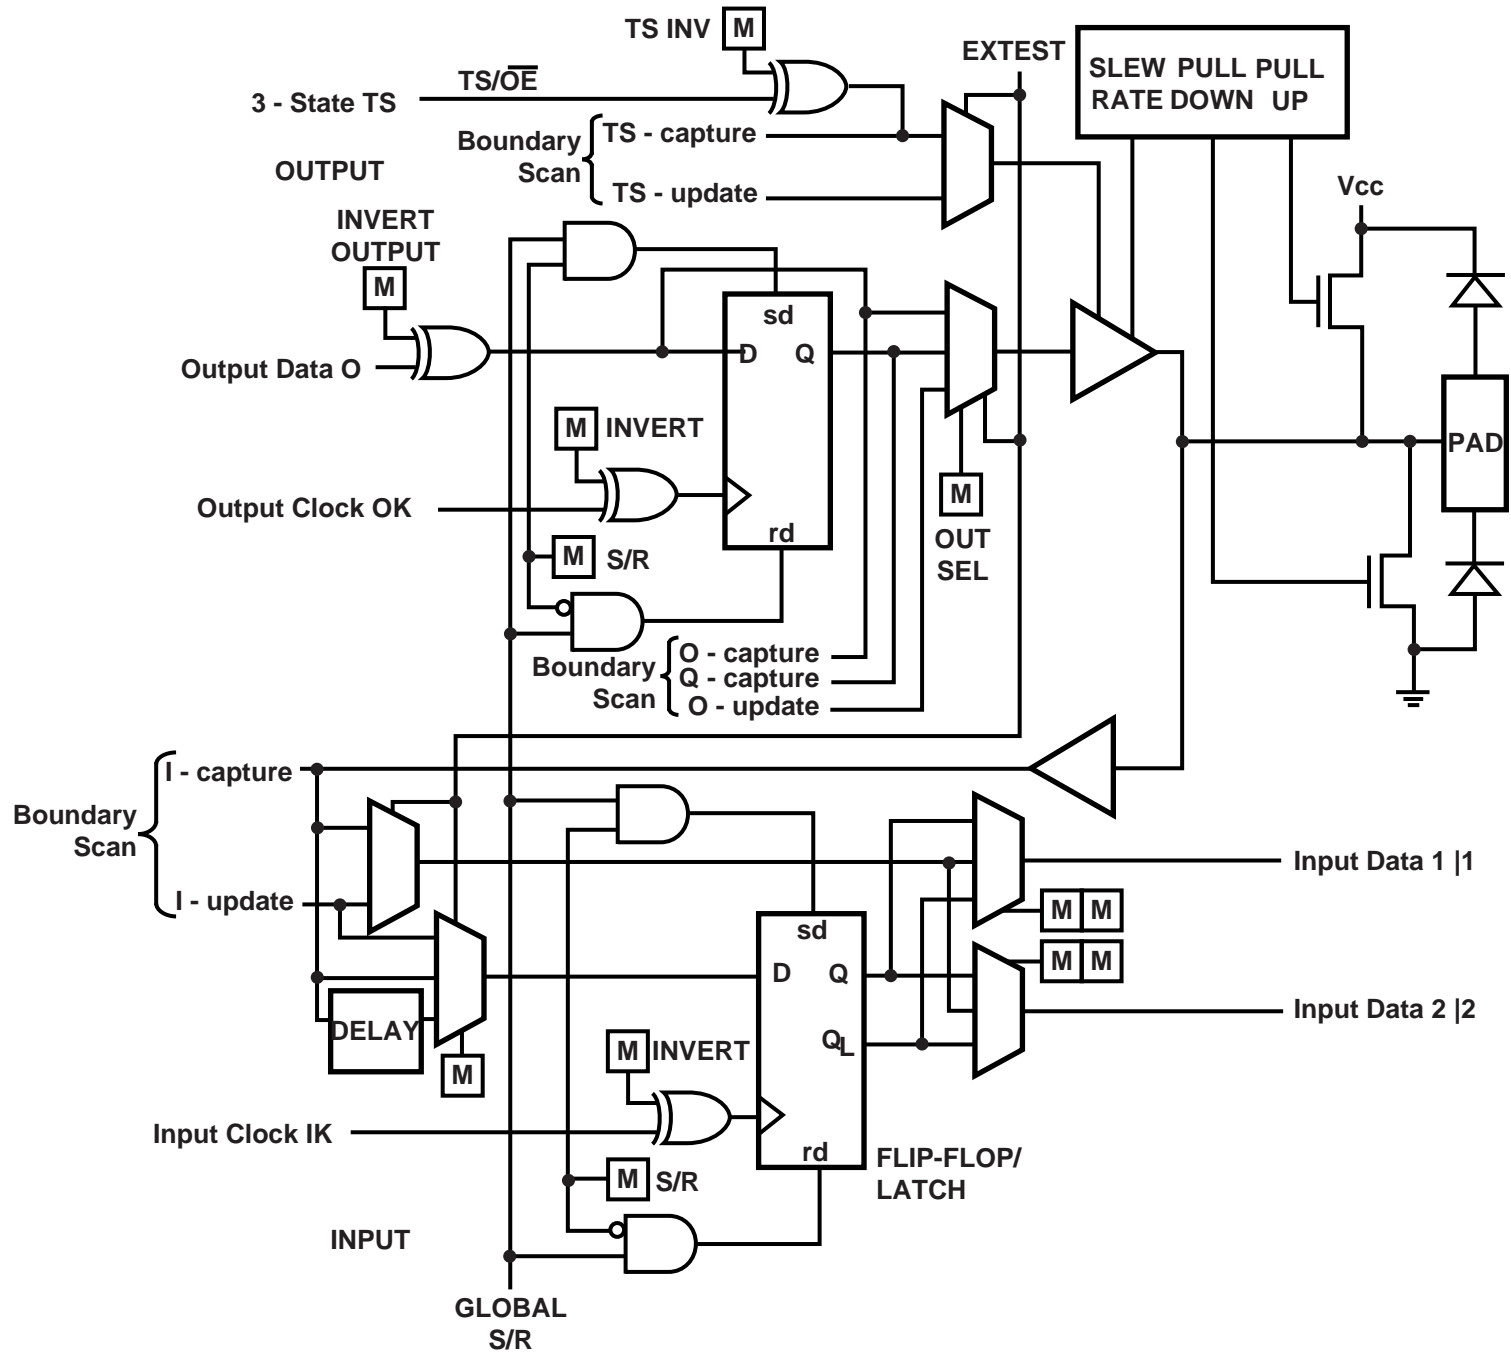 TS INV M
EXTEST
SLEW PULL PULL
RATE DOWN UP
TS/O̅E̅
3 - State TS
Boundary
Scan
TS - capture
TS - update
OUTPUT
Vcc
INVERT
OUTPUT
M
sd
D Q
Output Data O
M INVERT
PAD
Output Clock OK
M
OUT
SEL
rd
M S/R
Boundary
Scan
O - capture
Q - capture
O - update
I - capture
Boundary
Scan
I - update
Input Data 1 |1
M M
sd
M M
D Q
Input Data 2 |2
DELAY
QL
M INVERT
M
Input Clock IK
rd
FLIP-FLOP/
LATCH
M S/R
INPUT
GLOBAL
S/R